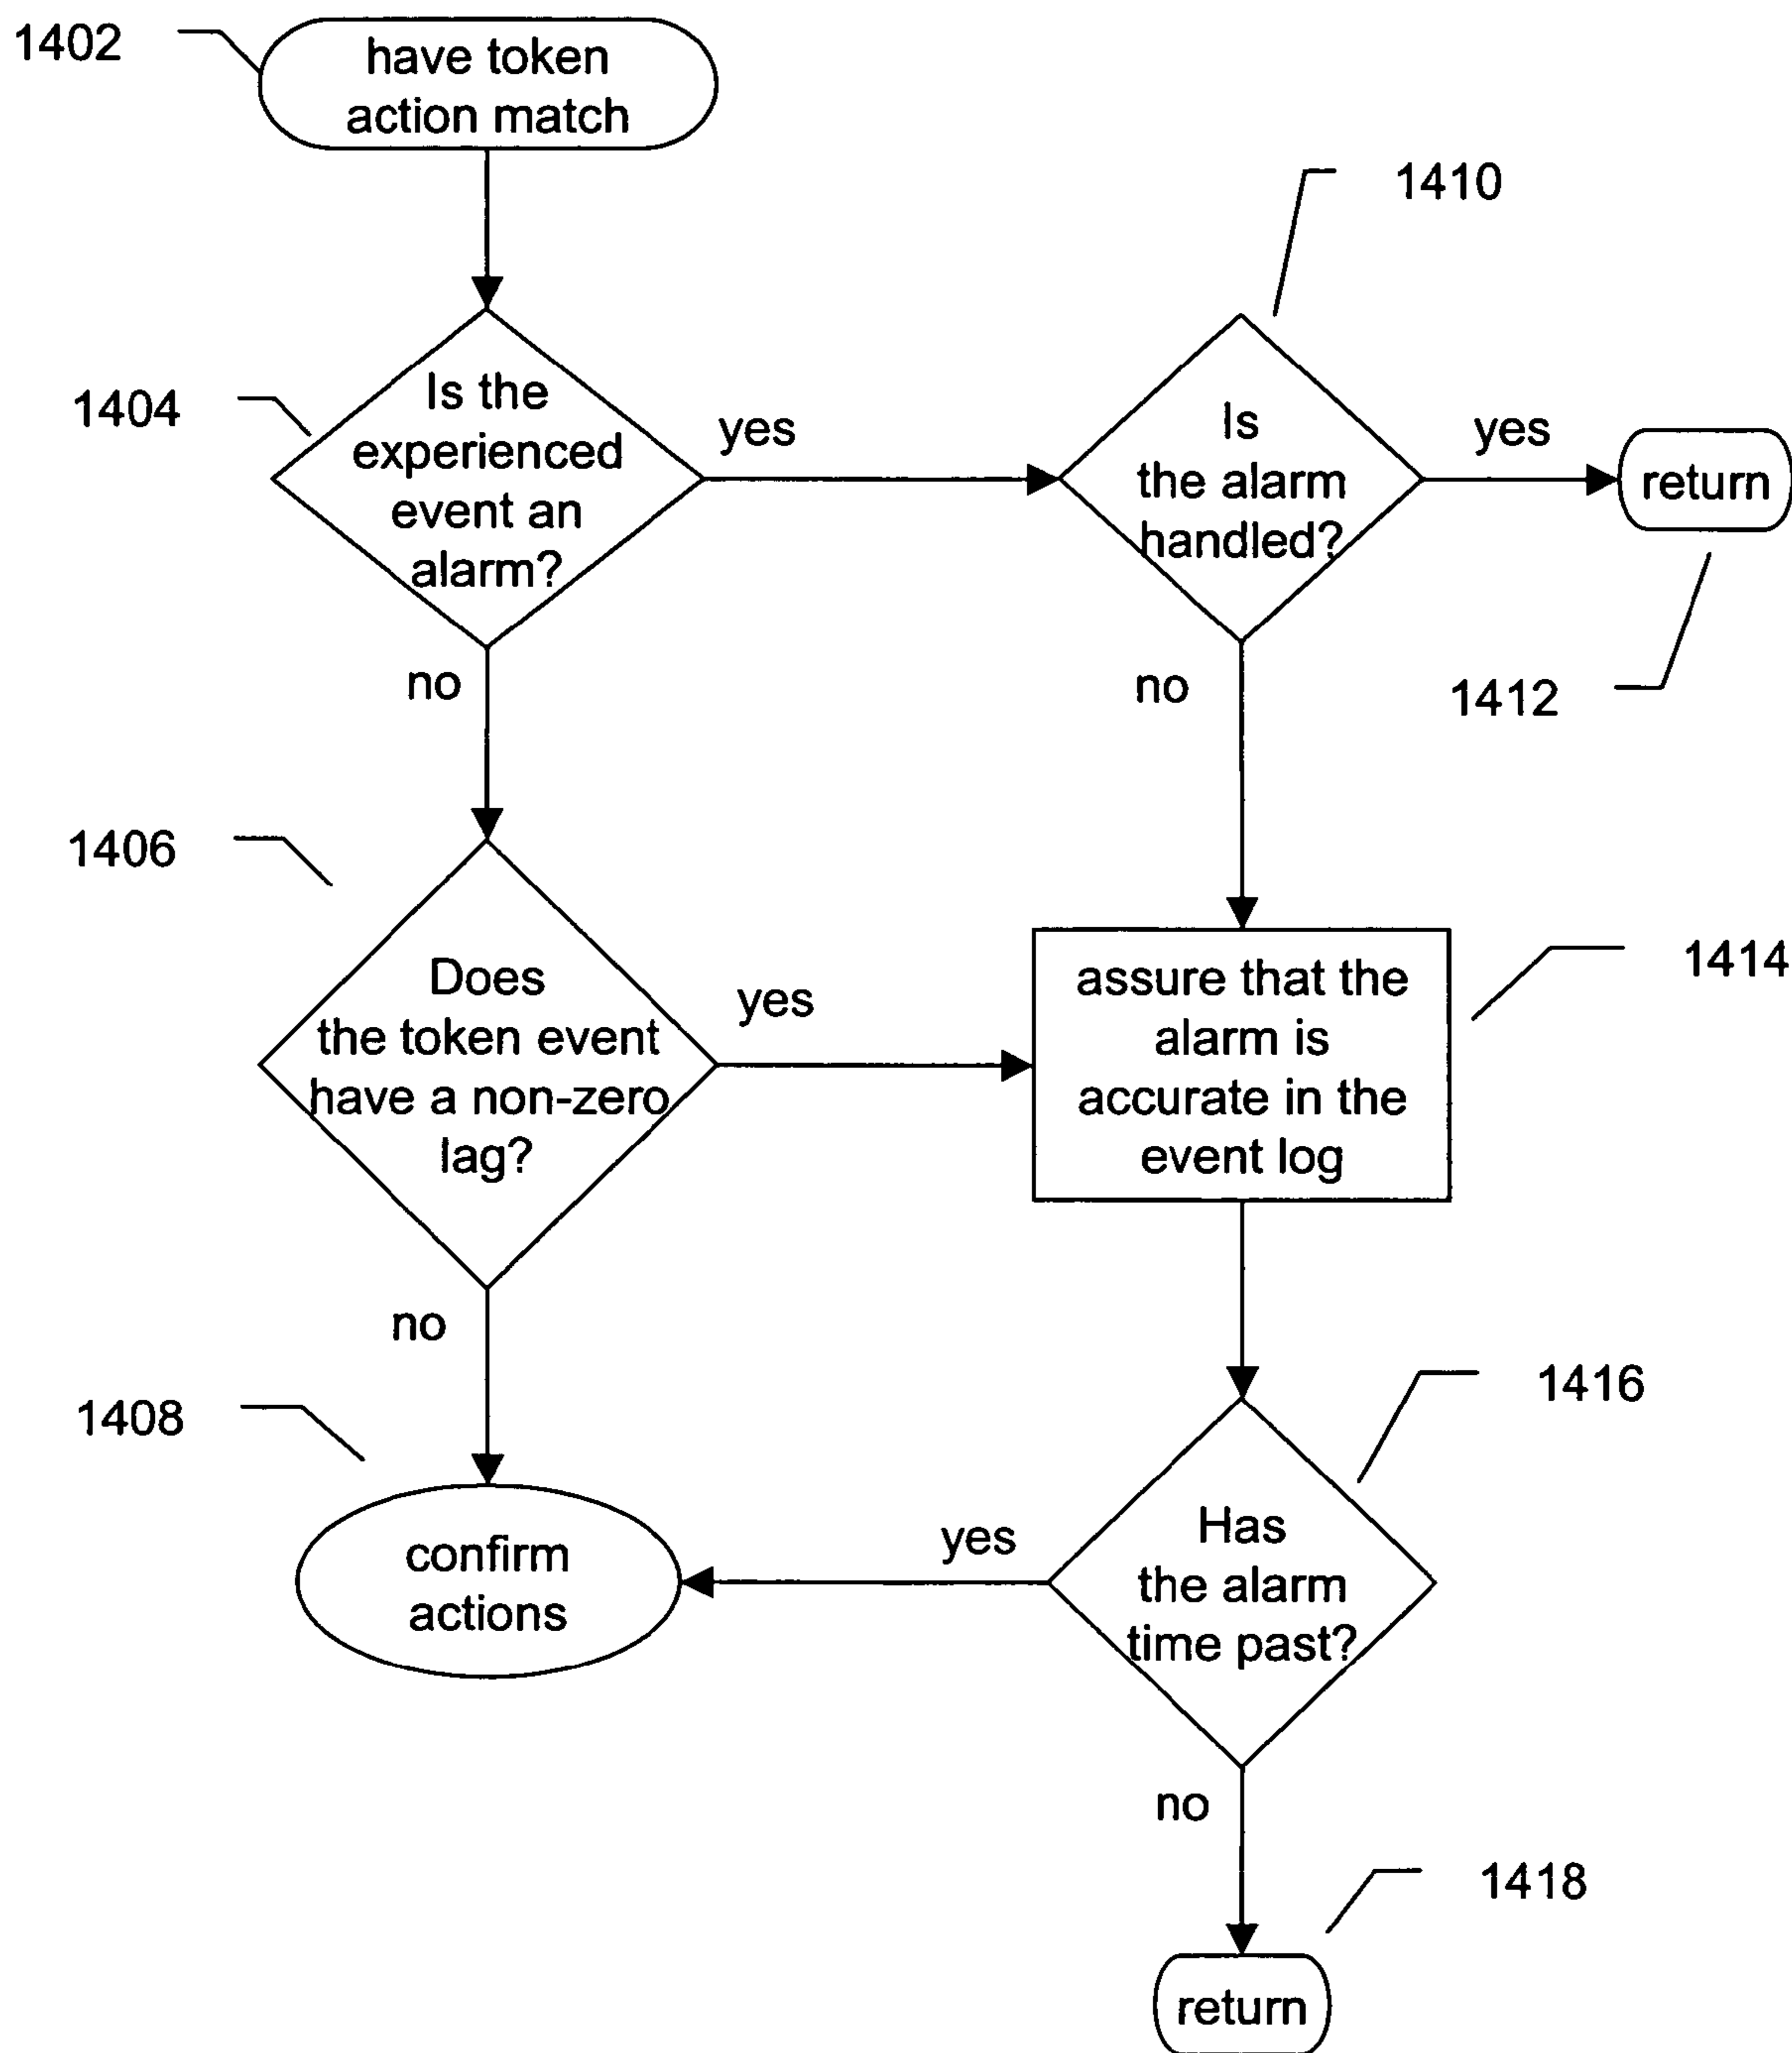 1402
have token
action match
1410
1404
Is the
experienced
event an
alarm?
yes
Is
the alarm
handled?
yes
return
no
no
1412
1406
Does
the token event
have a non-zero
lag?
yes
assure that the
alarm is
accurate in the
event log
1414
no
1408
confirm
actions
yes
1416
Has
the alarm
time past?
no
1418
return